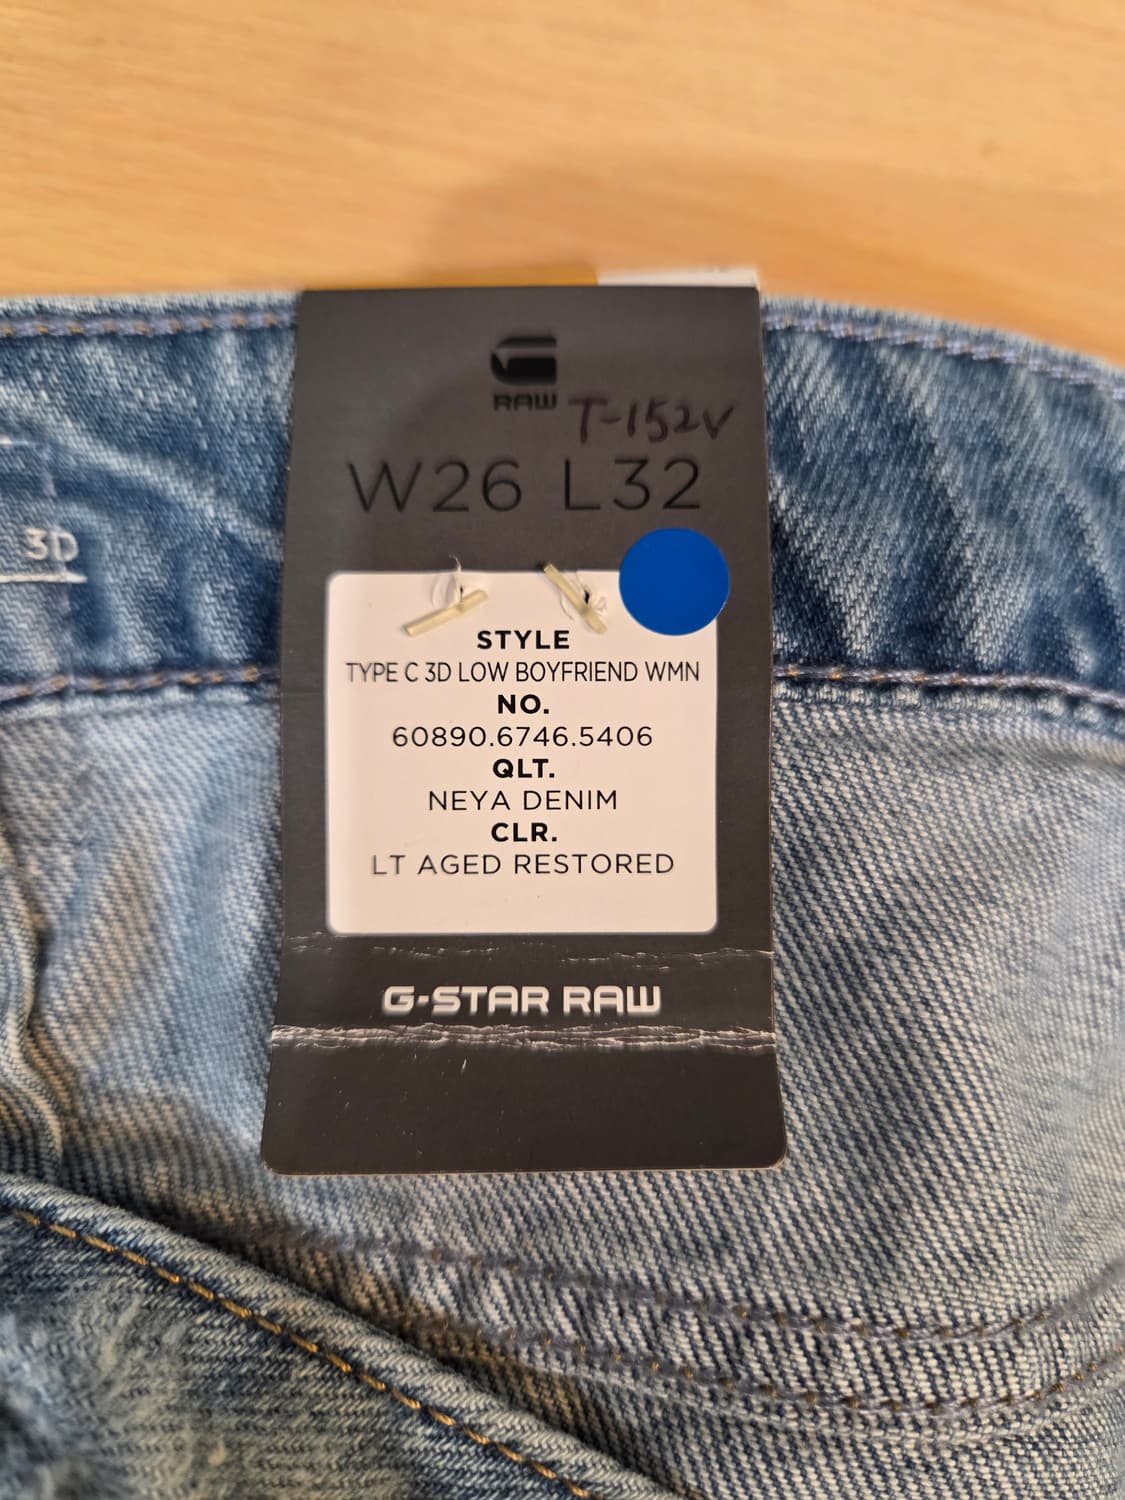 RAW T-152V
W26 L32
3D
STYLE
TYPE C 3D LOW BOYFRIEND WMN
NO.
60890.6746.5406
QLT.
NEYA DENIM
CLR.
LT AGED RESTORED
G-STAR RAW